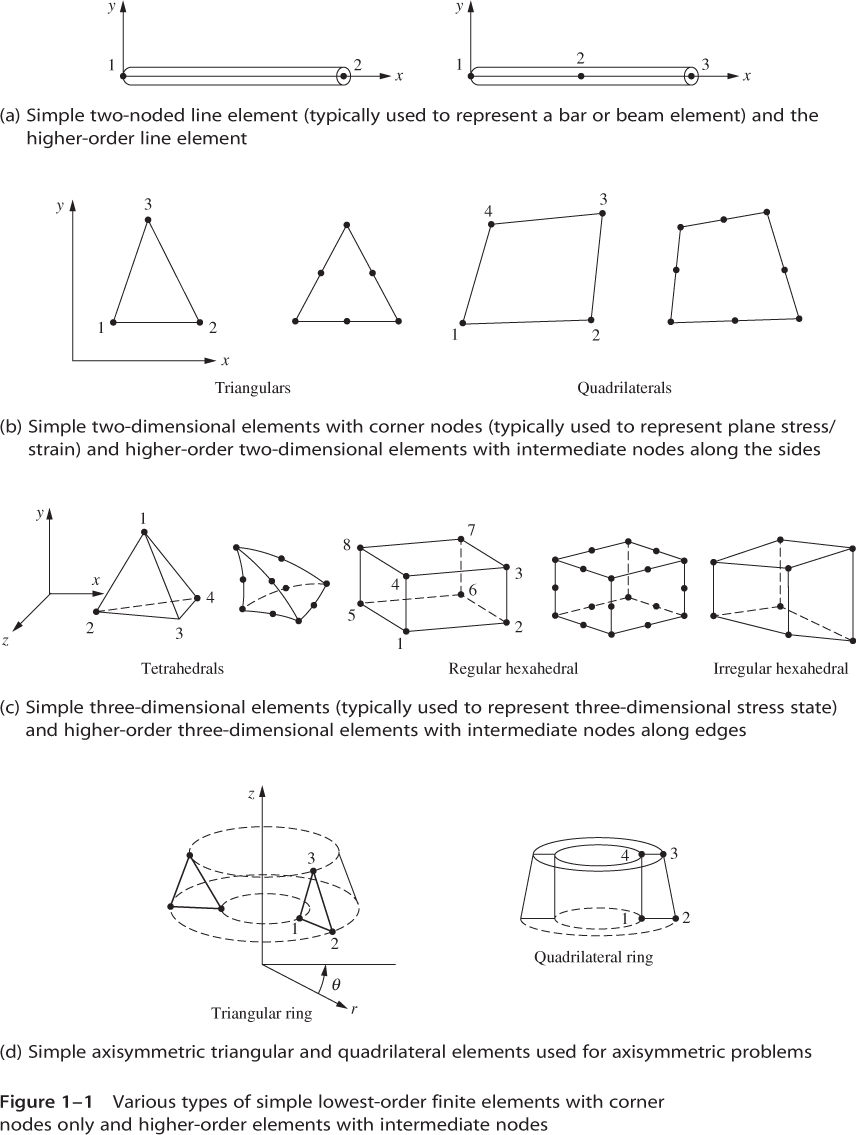 y y
1 2 x 1 2 3 x
(a) Simple two-noded line element (typically used to represent a bar or beam element) and the
higher-order line element
y 3 4 3
1 2 1 2
x
Triangulars Quadrilaterals
(b) Simple two-dimensional elements with corner nodes (typically used to represent plane stress/
strain) and higher-order two-dimensional elements with intermediate nodes along the sides
y 1 8 7
x 4 4 3
2 3 5 6
z 1 2
Tetrahedrals Regular hexahedral Irregular hexahedral
(c) Simple three-dimensional elements (typically used to represent three-dimensional stress state)
and higher-order three-dimensional elements with intermediate nodes along edges
z
3 4 3
1 2 1 2
Quadrilateral ring
θ
Triangular ring r
(d) Simple axisymmetric triangular and quadrilateral elements used for axisymmetric problems
Figure 1–1 Various types of simple lowest-order finite elements with corner
nodes only and higher-order elements with intermediate nodes